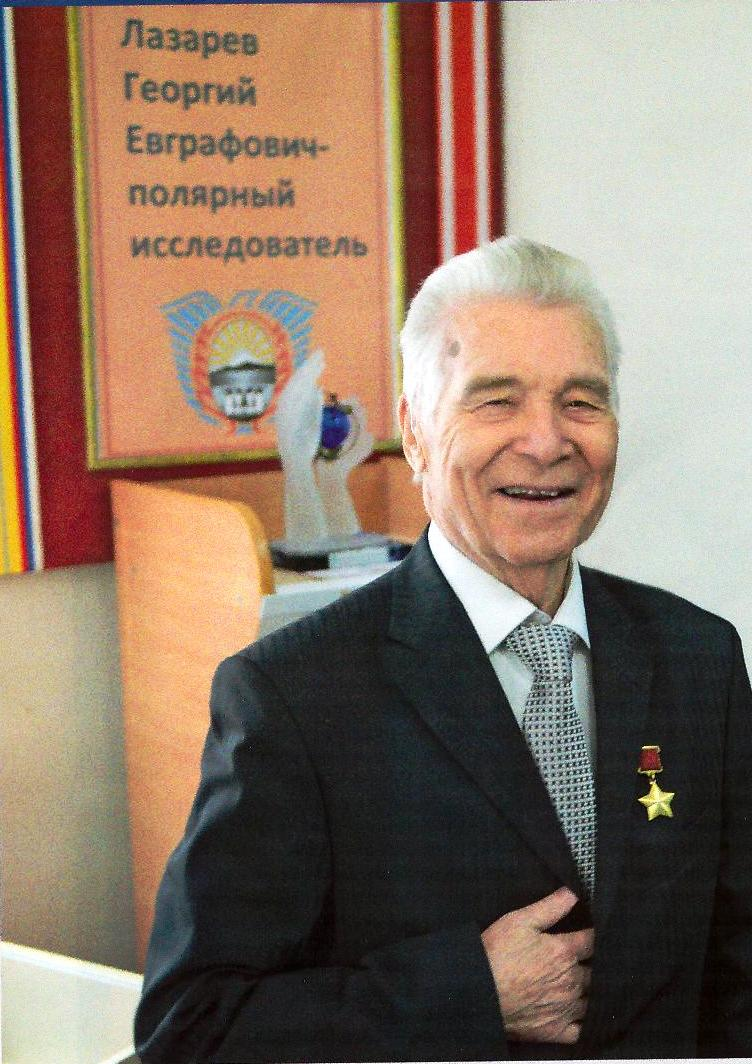 Лазарев
Георгий
Евграфович-
полярный
исследователь